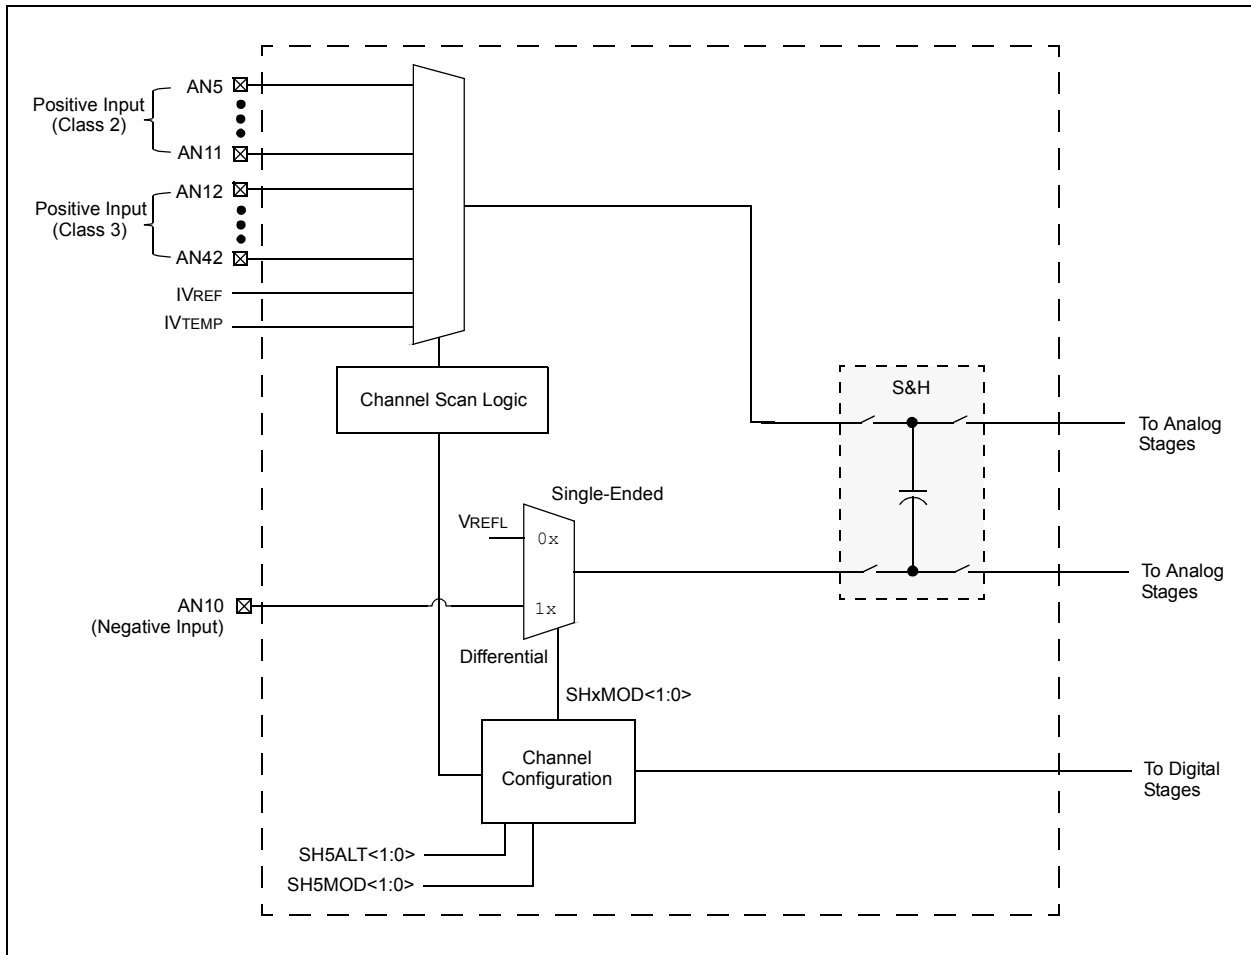 AN5
Positive Input
(Class 2)
AN11
AN12
Positive Input
(Class 3)
AN42
IVREF
IVTEMP
Channel Scan Logic
S&H
To Analog
Stages
Single-Ended
VREFL
0x
To Analog
Stages
AN10
(Negative Input)
1x
Differential
SHxMOD<1:0>
Channel
Configuration
To Digital
Stages
SH5ALT<1:0>
SH5MOD<1:0>